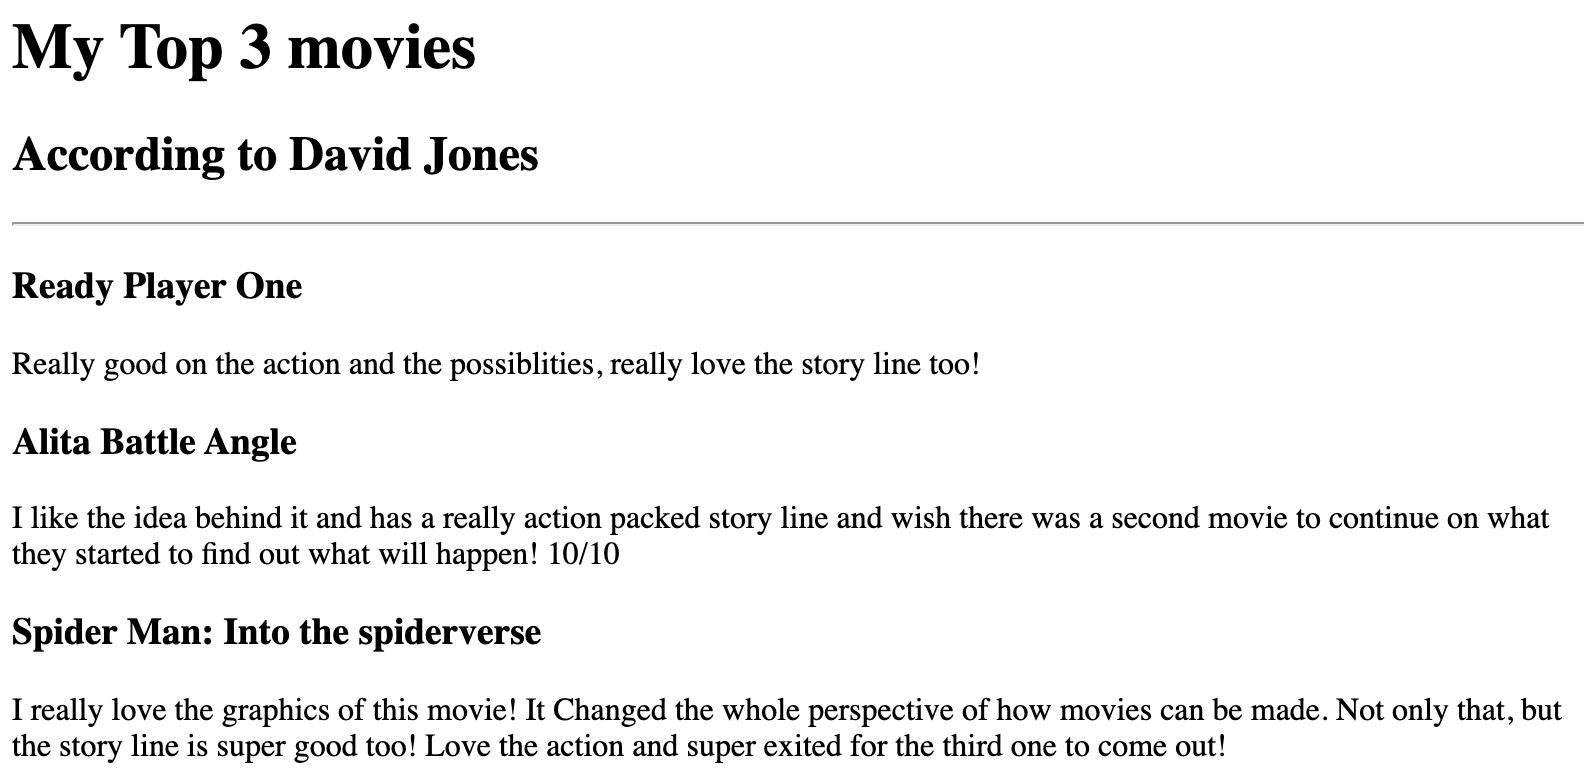 My Top 3 movies
According to David Jones
Ready Player One
Really good on the action and the possiblities, really love the story line too!
Alita Battle Angle
I like the idea behind it and has a really action packed story line and wish there was a second movie to continue on what
they started to find out what will happen! 10/10
Spider Man: Into the spiderverse
I really love the graphics of this movie! It Changed the whole perspective of how movies can be made. Not only that, but
the story line is super good too! Love the action and super exited for the third one to come out!